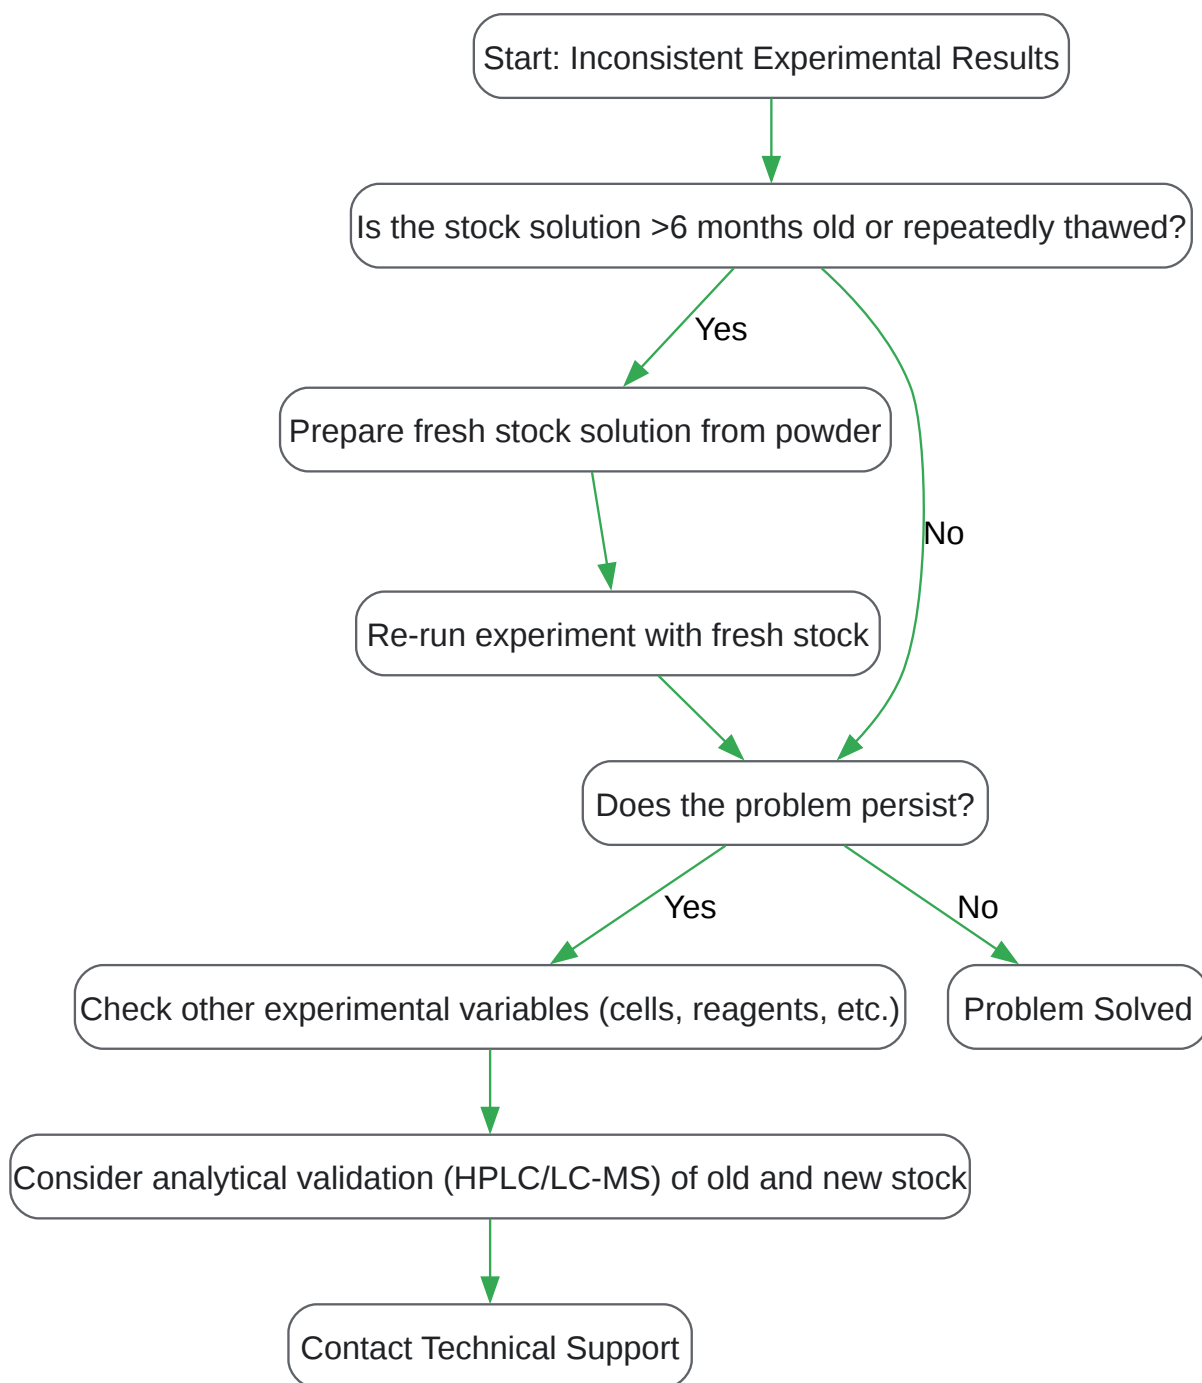 Start: Inconsistent Experimental Results
Is the stock solution >6 months old or repeatedly thawed?
Yes
Prepare fresh stock solution from powder
No
Re-run experiment with fresh stock
Does the problem persist?
Yes
No
Check other experimental variables (cells, reagents, etc.)
Problem Solved
Consider analytical validation (HPLC/LC-MS) of old and new stock
Contact Technical Support